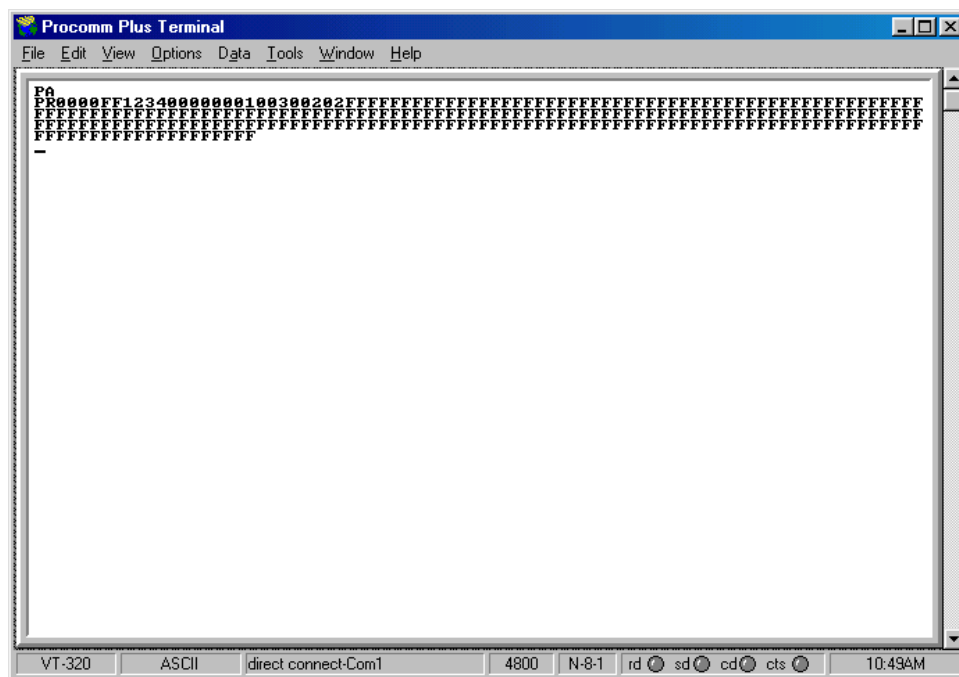 Procomm Plus Terminal
File Edit View Options Data Tools Window Help
PA
PR0000FF12340000000100300202FFFFFFFFFFFFFFFFFFFFFFFFFFFFFFFFFFFFFFFFFFFFFFFFFFFF
FFFFFFFFFFFFFFFFFFFFFFFFFFFFFFFFFFFFFFFFFFFFFFFFFFFFFFFFFFFFFFFFFFFFFFFFFFFFFFFF
FFFFFFFFFFFFFFFFFFFFFFFFFFFFFFFFFFFFFFFFFFFFFFFFFFFFFFFFFFFFFFFFFFFFFFFFFFFFFFFF
FFFFFFFFFFFFFFFFFFFF
VT-320 ASCII direct connect-Com1 4800 N-8-1 rd sd cd cts 10:49AM